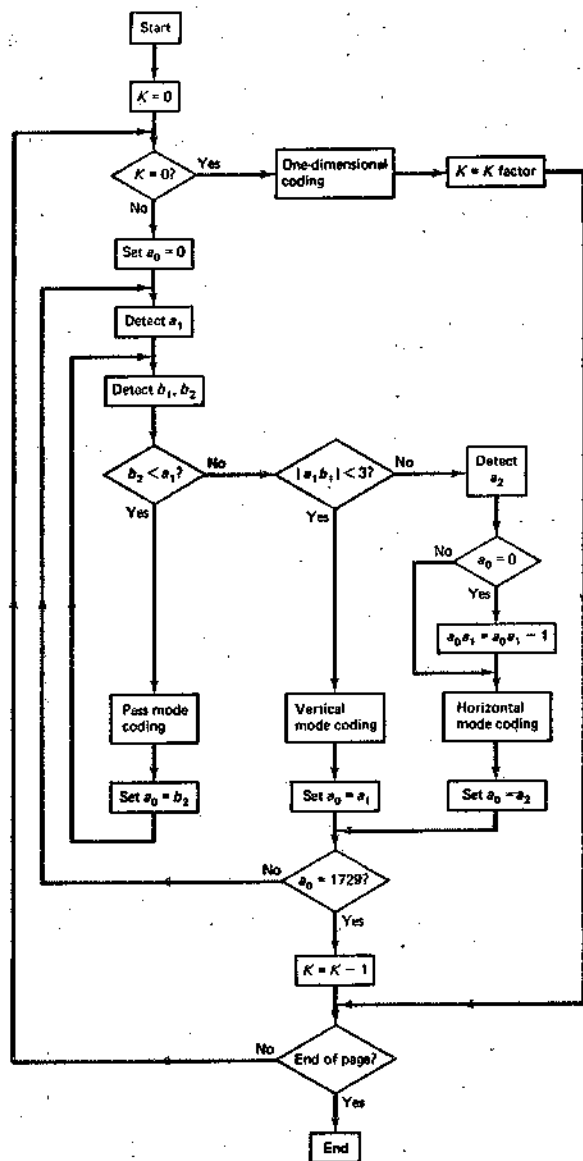 Start
K = 0
K = 0?
Yes
One-dimensional
coding
K = K factor
No
Set a₀ = 0
Detect a₁
Detect b₁, b₂
b₂ < a₁?
No
|a₁b₁| < 3?
No
Detect
a₂
Yes
Yes
No
a₀ = 0
Yes
a₀a₁ = a₀a₁ − 1
Pass mode
coding
Vertical
mode coding
Horizontal
mode coding
Set a₀ = b₂
Set a₀ = a₁
Set a₀ = a₂
No
a₀ = 1729?
Yes
K = K − 1
No
End of page?
Yes
End